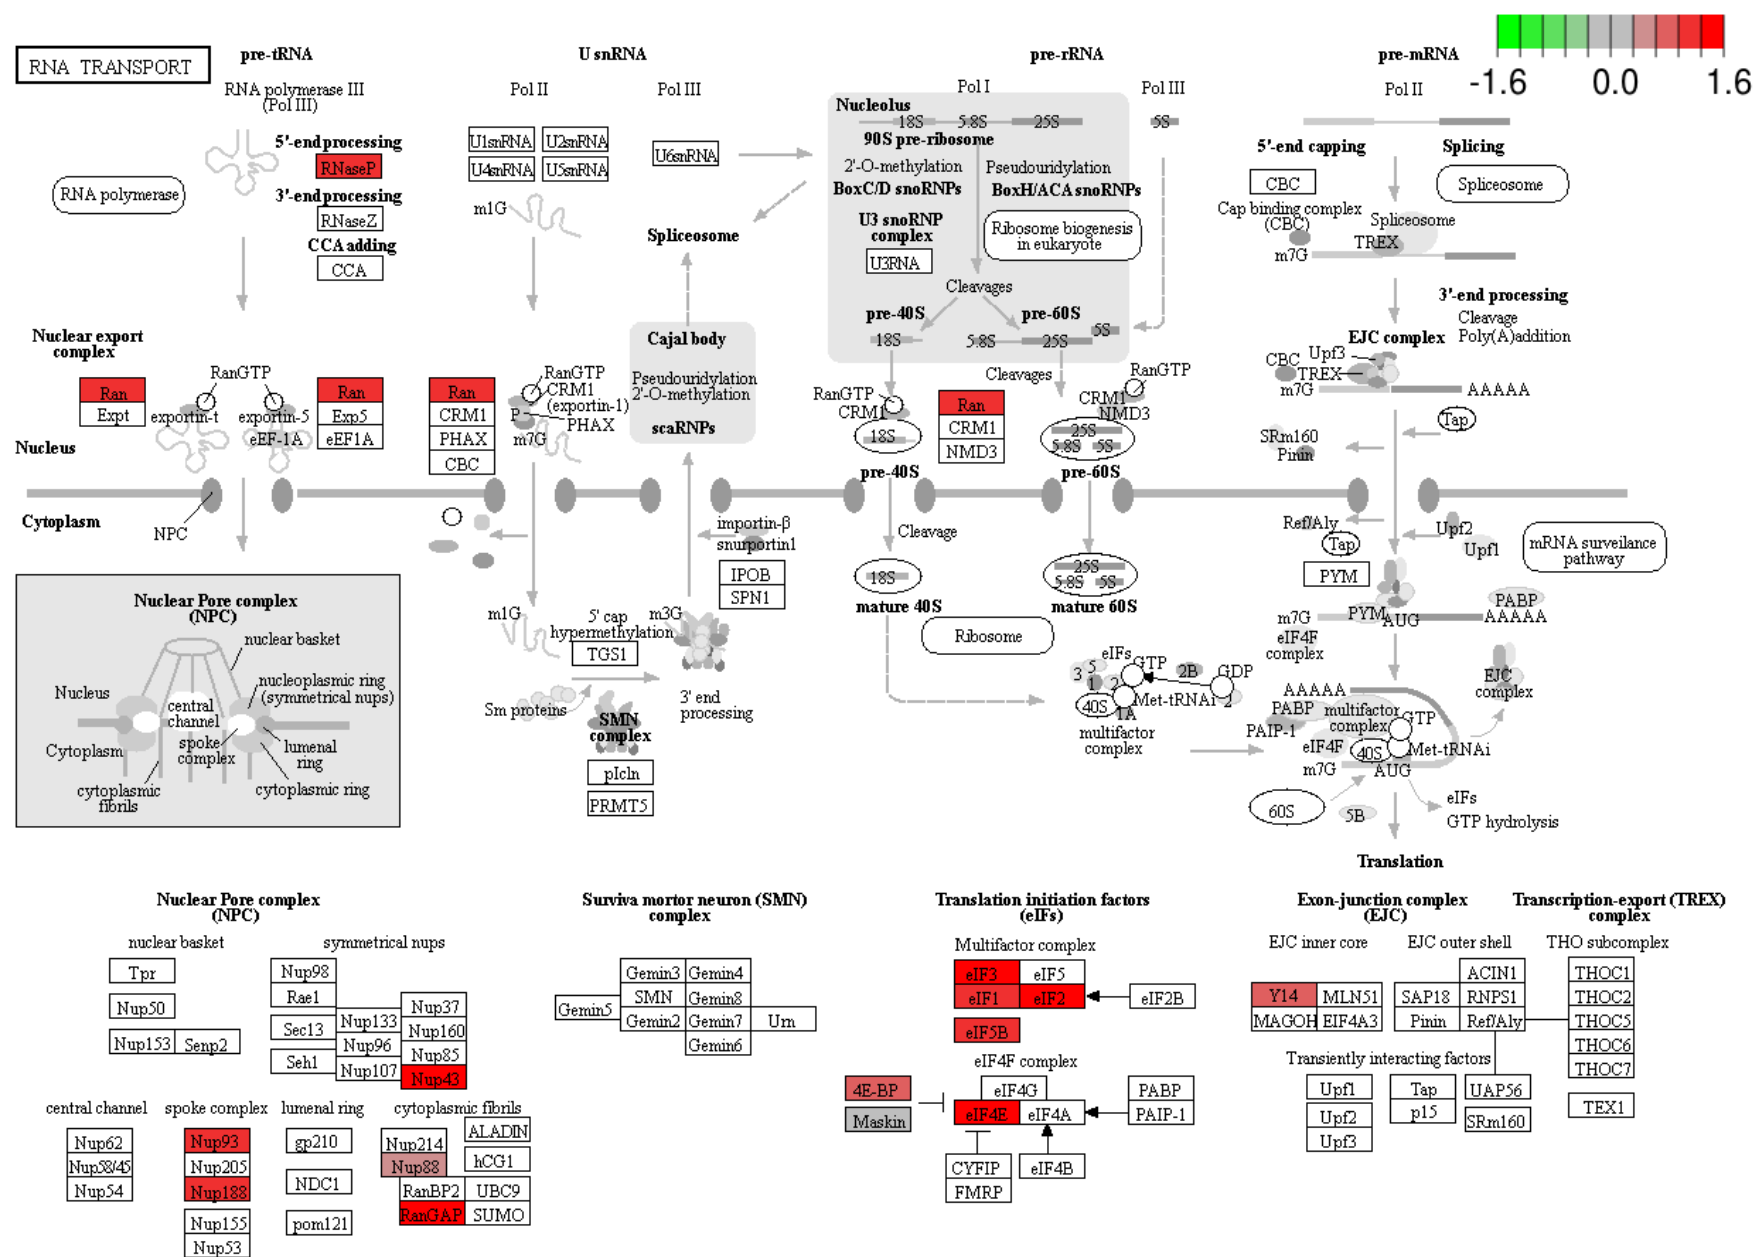 RNA TRANSPORT
pre-tRNA
U snRNA
pre-rRNA
pre-mRNA
-1.6 0.0 1.6
RNA polymerase III
(Pol III)
Pol II
Pol III
Pol I
Pol III
Pol II
5'-end processing
RNaseP
3'-end processing
RNaseZ
CCA adding
CCA
RNA polymerase
U1snRNA U2snRNA
U4snRNA U5snRNA
m1G
U6snRNA
Spliceosome
Nucleolus
18S 5.8S 25S
5S
90S pre-ribosome
2'-O-methylation
BoxC/D snoRNPs
Pseudouridylation
BoxH/ACA snoRNPs
U3 snoRNP
complex
U3RNA
Ribosome biogenesis
in eukaryote
Cleavages
pre-40S
pre-60S
18S
5.8S 25S 5S
5'-end capping
Splicing
CBC
Spliceosome
Cap binding complex
(CBC)
Spliceosome
TREX
m7G
3'-end processing
Cleavage
Poly(A)addition
EJC complex
CBC Upf3
TREX
m7G
AAAAA
Tap
SRm160
Pinin
Nuclear export
complex
Ran
Expt
RanGTP
exportin-t exportin-5
eEF-1A
Ran
Exp5
eEF1A
Ran
CRM1
PHAX
CBC
RanGTP
CRM1
(exportin-1)
P
PHAX
m7G
Cajal body
Pseudouridylation
2'-O-methylation
scaRNPs
Cleavages
RanGTP
CRM1
18S
pre-40S
Ran
CRM1
NMD3
RanGTP
CRM1
NMD3
25S
5.8S 5S
pre-60S
Nucleus
Cytoplasm
NPC
importin-β
snurportin1
IPOB
SPN1
Cleavage
18S
mature 40S
25S
5.8S 5S
mature 60S
Ribosome
Ref/Aly
Tap
Upf2
Upf1
mRNA surveilance
pathway
PYM
m7G
PYM
AUG
PABP
AAAAA
eIF4F
complex
EJC
complex
Nuclear Pore complex
(NPC)
nuclear basket
Nucleus
nucleoplasmic ring
(symmetrical nups)
central
channel
spoke
complex
Cytoplasm
lumenal
ring
cytoplasmic
fibrils
cytoplasmic ring
m1G
5' cap
hypermethylation
TGS1
m3G
Sm proteins
3' end
processing
SMN
complex
pIcln
PRMT5
eIFs
3 5
1 2
GTP
2B
GDP
Met-tRNAi 2
40S
1A
multifactor
complex
AAAAA
PABP
PAIP-1
multifactor
complex
GTP
eIF4F
40S
Met-tRNAi
m7G
AUG
60S
5B
eIFs
GTP hydrolysis
Translation
Nuclear Pore complex
(NPC)
nuclear basket
symmetrical nups
Tpr
Nup50
Nup153 Senp2
Nup98
Rae1
Sec13
Seh1
Nup133
Nup96
Nup107
Nup37
Nup160
Nup85
Nup43
central channel
Nup62
Nup58/45
Nup54
spoke complex
Nup93
Nup205
Nup188
Nup155
Nup53
lumenal ring
gp210
NDC1
pom121
cytoplasmic fibrils
Nup214
Nup88
ALADIN
hCG1
RanBP2 UBC9
RanGAP SUMO
Surviva mortor neuron (SMN)
complex
Gemin5
Gemin3 Gemin4
SMN Gemin8
Gemin2 Gemin7 Urn
Gemin6
Translation initiation factors
(eIFs)
Multifactor complex
eIF3 eIF5
eIF1 eIF2
eIF2B
eIF5B
eIF4F complex
4E-BP
Maskin
eIF4G
eIF4E eIF4A
PABP
PAIP-1
CYFIP
FMRP
eIF4B
Exon-junction complex
(EJC)
EJC inner core
Y14 MLN51
MAGOH EIF4A3
EJC outer shell
ACIN1
SAP18 RNPS1
Pinin Ref/Aly
Transiently interacting factors
Upf1
Upf2
Upf3
Tap
p15
UAP56
SRm160
Transcription-export (TREX)
complex
THO subcomplex
THOC1
THOC2
THOC5
THOC6
THOC7
TEX1